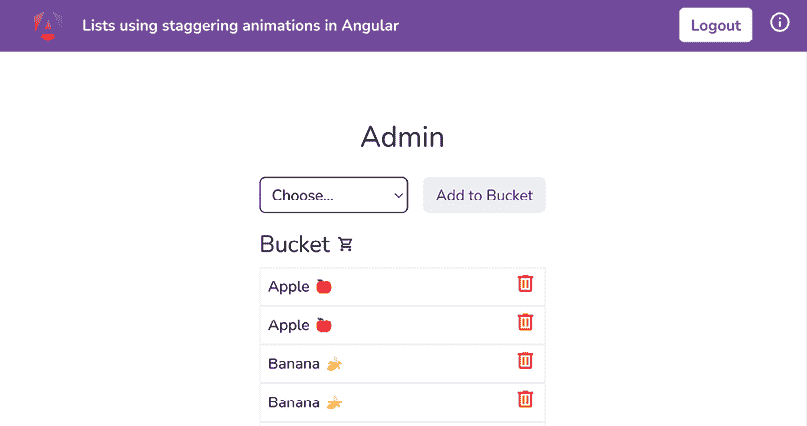 Lists using staggering animations in Angular
Logout
Admin
Choose...
Add to Bucket
Bucket
Apple
Apple
Banana
Banana